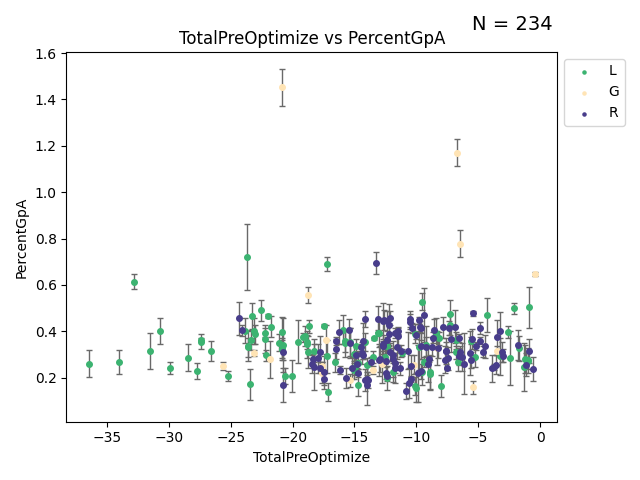 N = 234
TotalPreOptimize vs PercentGpA
1.6
1.4
1.2
1.0
0.8
0.6
0.4
0.2
PercentGpA
−35
−30
−25
−20
−15
−10
−5
0
TotalPreOptimize
L
G
R